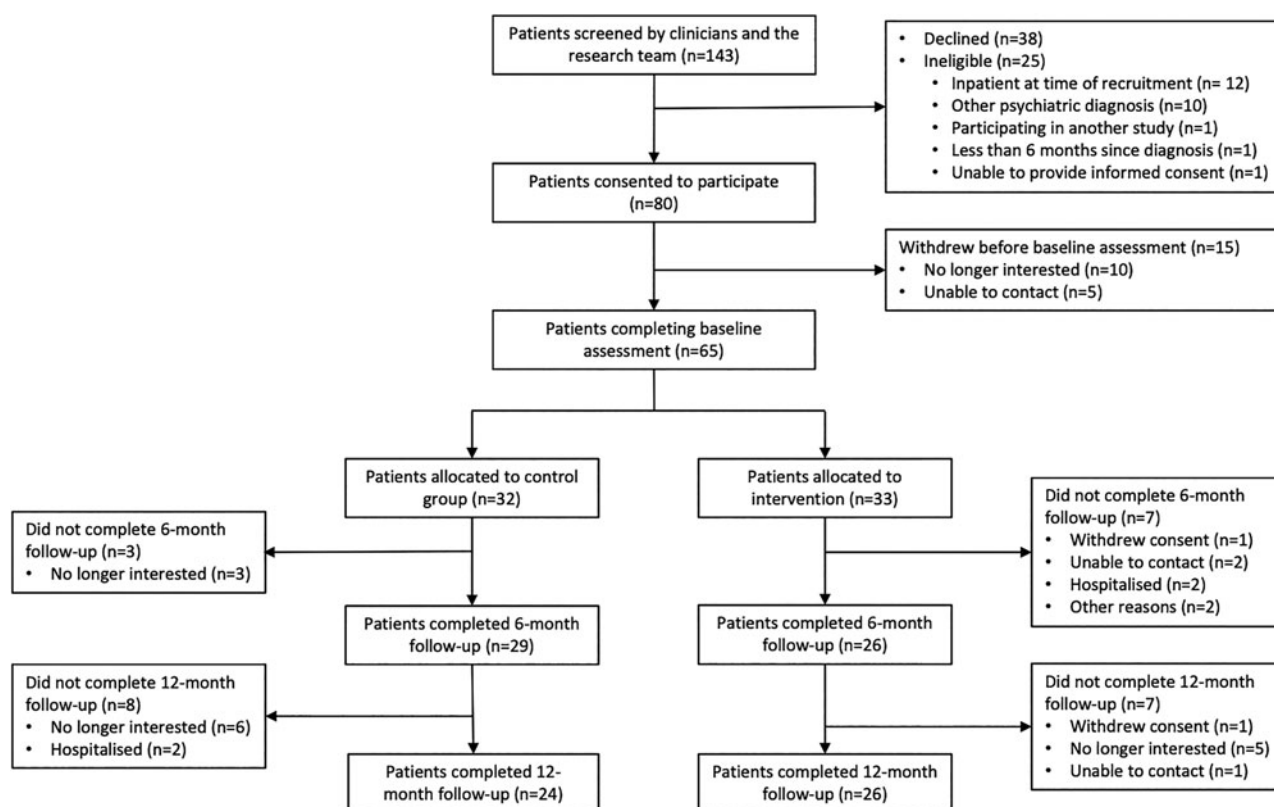 Patients screened by clinicians and the
research team (n=143)
• Declined (n=38)
• Ineligible (n=25)
• Inpatient at time of recruitment (n= 12)
• Other psychiatric diagnosis (n=10)
• Participating in another study (n=1)
• Less than 6 months since diagnosis (n=1)
• Unable to provide informed consent (n=1)
Patients consented to participate
(n=80)
Withdrew before baseline assessment (n=15)
• No longer interested (n=10)
• Unable to contact (n=5)
Patients completing baseline
assessment (n=65)
Patients allocated to control
group (n=32)
Patients allocated to
intervention (n=33)
Did not complete 6-month
follow-up (n=3)
• No longer interested (n=3)
Did not complete 6-month
follow-up (n=7)
• Withdrew consent (n=1)
• Unable to contact (n=2)
• Hospitalised (n=2)
• Other reasons (n=2)
Patients completed 6-month
follow-up (n=29)
Patients completed 6-month
follow-up (n=26)
Did not complete 12-month
follow-up (n=8)
• No longer interested (n=6)
• Hospitalised (n=2)
Did not complete 12-month
follow-up (n=7)
• Withdrew consent (n=1)
• No longer interested (n=5)
• Unable to contact (n=1)
Patients completed 12-
month follow-up (n=24)
Patients completed 12-month
follow-up (n=26)